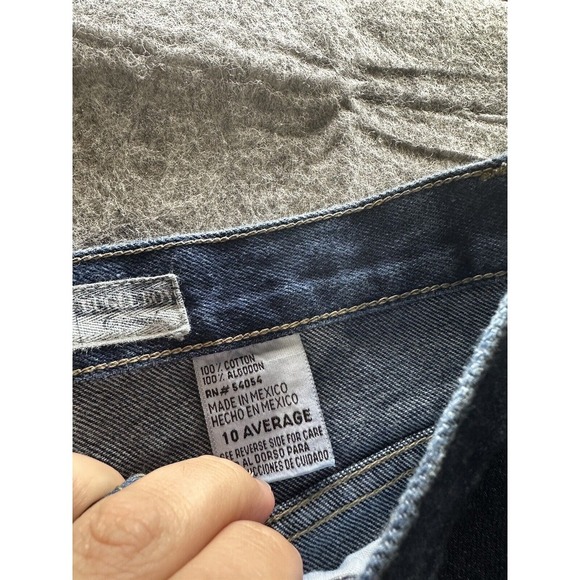 100% COTTON
100% ALGODON
RN# 54054
MADE IN MEXICO
HECHO EN MEXICO
10 AVERAGE
SEE REVERSE SIDE FOR CARE
AL DORSO PARA
DE CUIDADO